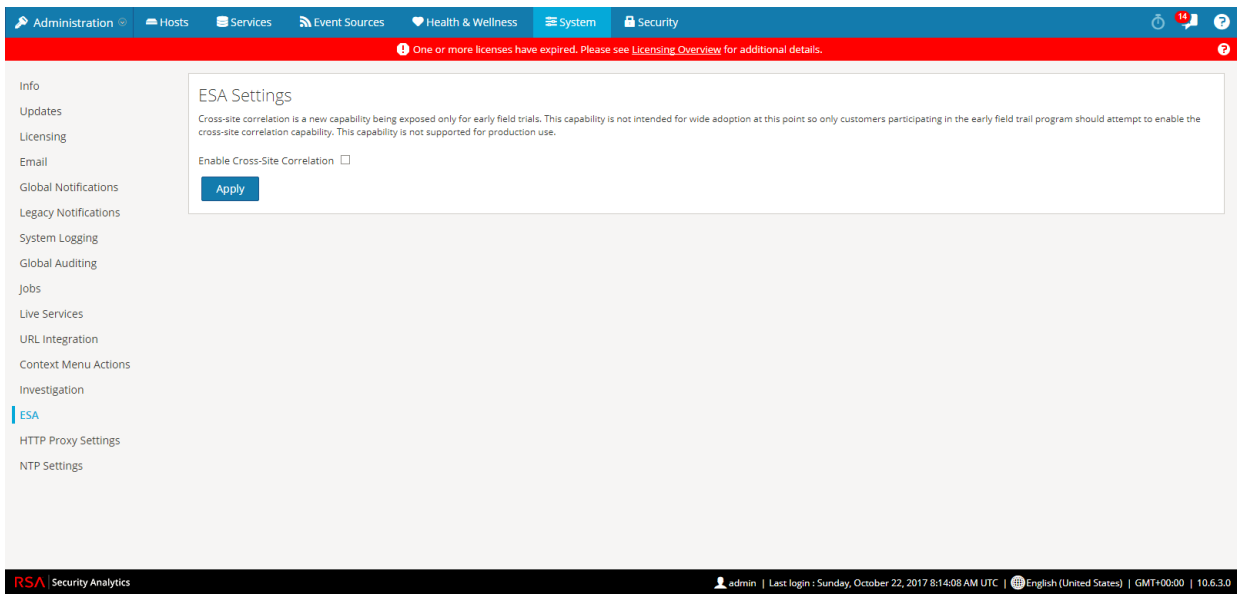 Administration Hosts Services Event Sources Health & Wellness System Security 14
One or more licenses have expired. Please see Licensing Overview for additional details.
Info
Updates
Licensing
Email
Global Notifications
Legacy Notifications
System Logging
Global Auditing
Jobs
Live Services
URL Integration
Context Menu Actions
Investigation
ESA
HTTP Proxy Settings
NTP Settings
ESA Settings
Cross-site correlation is a new capability being exposed only for early field trials. This capability is not intended for wide adoption at this point so only customers participating in the early field trail program should attempt to enable the
cross-site correlation capability. This capability is not supported for production use.
Enable Cross-Site Correlation
Apply
RSA Security Analytics admin | Last login : Sunday, October 22, 2017 8:14:08 AM UTC | English (United States) | GMT+00:00 | 10.6.3.0